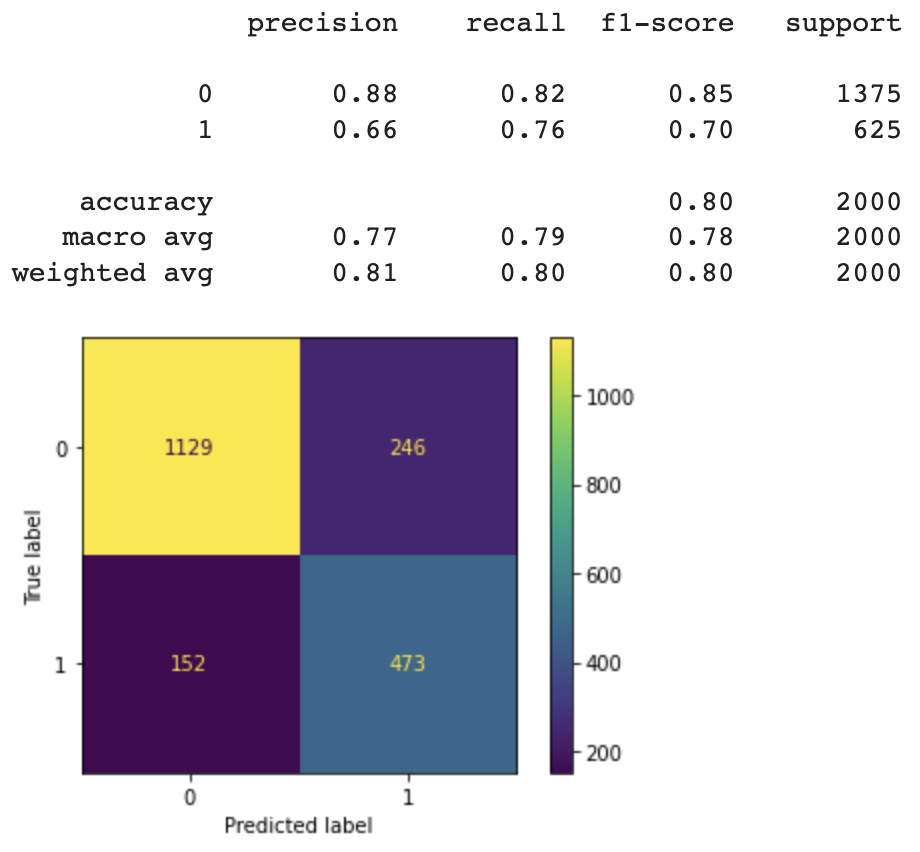 precision recall f1-score support
0 0.88 0.82 0.85 1375
1 0.66 0.76 0.70 625
accuracy 0.80 2000
macro avg 0.77 0.79 0.78 2000
weighted avg 0.81 0.80 0.80 2000
1000
0 1129 246
800
True label
600
1 152 473
400
200
0 1
Predicted label